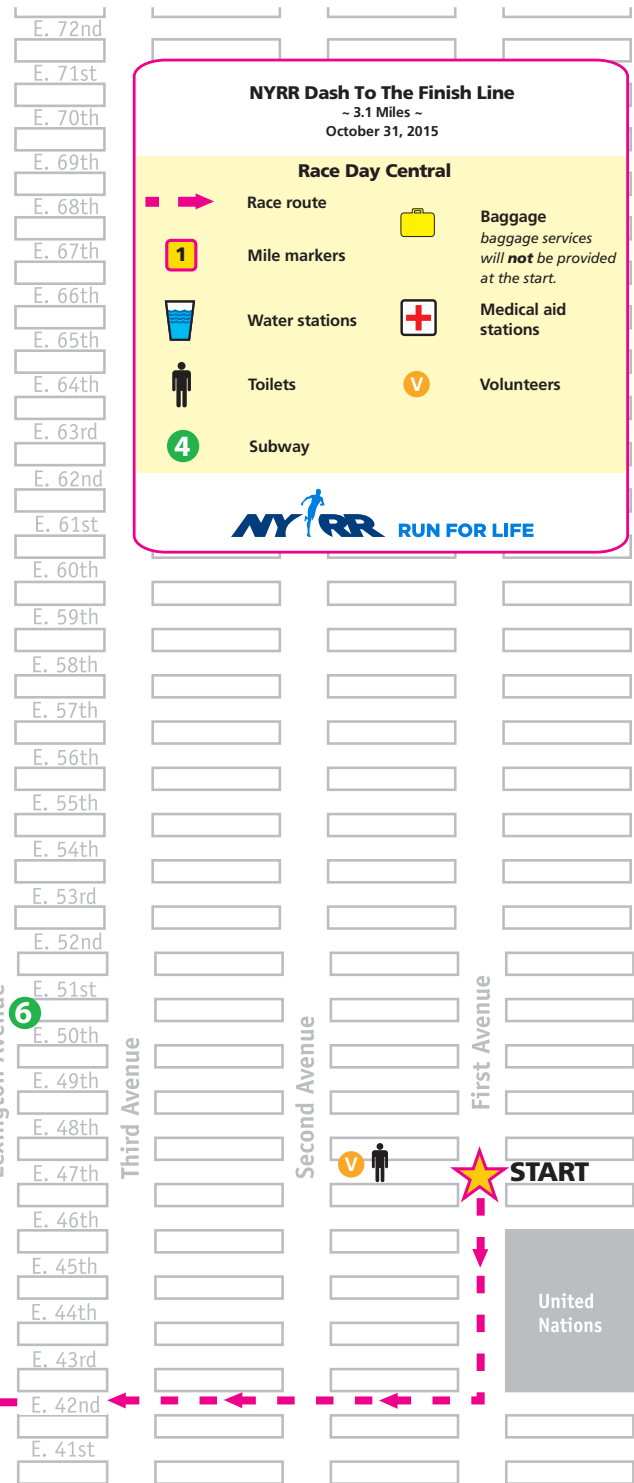 E. 72nd
E. 71st
E. 70th
E. 69th
E. 68th
E. 67th
E. 66th
E. 65th
E. 64th
E. 63rd
E. 62nd
E. 61st
E. 60th
E. 59th
E. 58th
E. 57th
E. 56th
E. 55th
E. 54th
E. 53rd
E. 52nd
E. 51st
E. 50th
E. 49th
E. 48th
E. 47th
E. 46th
E. 45th
E. 44th
E. 43rd
E. 42nd
E. 41st
NYRR Dash To The Finish Line
~ 3.1 Miles ~
October 31, 2015
Race Day Central
Race route
1
Mile markers
Water stations
Toilets
4
Subway
Baggage
baggage services
will not be provided
at the start.
Medical aid
stations
V
Volunteers
NYRR RUN FOR LIFE
6
Lexington Avenue
Third Avenue
Second Avenue
First Avenue
V
START
United
Nations